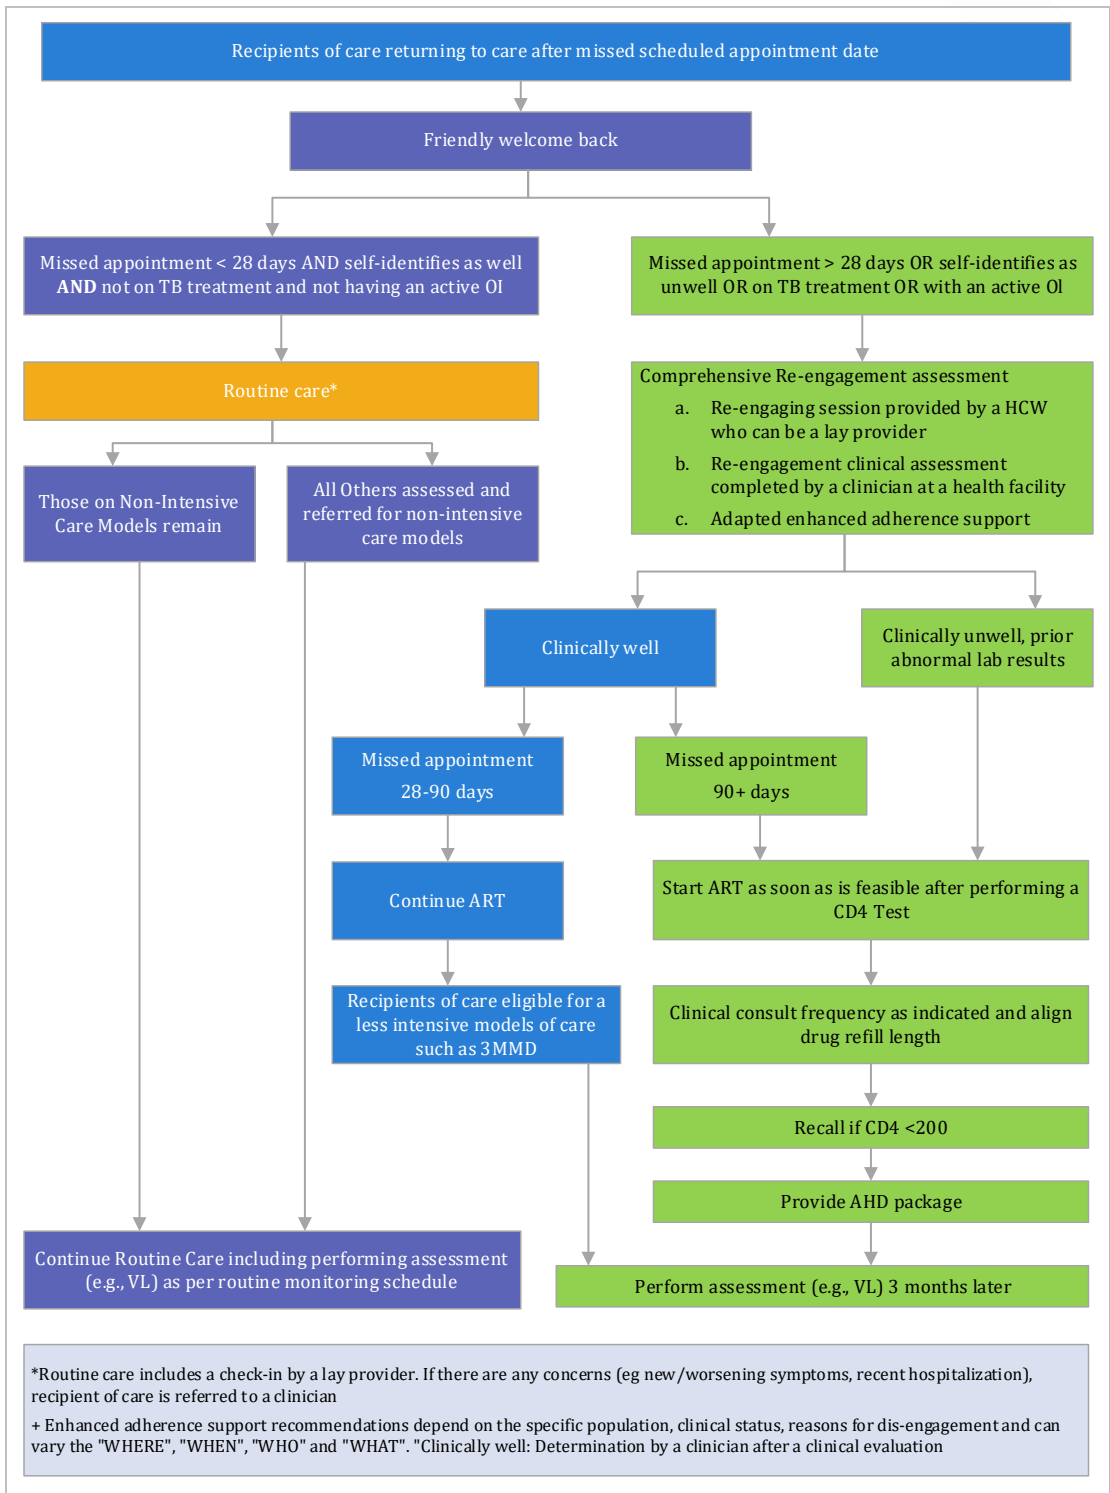 Recipients of care returning to care after missed scheduled appointment date
Friendly welcome back
Missed appointment < 28 days AND self-identifies as well
AND not on TB treatment and not having an active OI
Missed appointment > 28 days OR self-identifies as
unwell OR on TB treatment OR with an active Ol
Routine care*
Comprehensive Re-engagement assessment
a. Re-engaging session provided by a HCW
who can be a lay provider
b. Re-engagement clinical assessment
completed by a clinician at a health facility
c. Adapted enhanced adherence support
Those on Non-Intensive
Care Models remain
All Others assessed and
referred for non-intensive
care models
Clinically well
Clinically unwell, prior
abnormal lab results
Missed appointment
28-90 days
Missed appointment
90+ days
Continue ART
Start ART as soon as is feasible after performing a
CD4 Test
Recipients of care eligible for a
less intensive models of care
such as 3MMD
Clinical consult frequency as indicated and align
drug refill length
Recall if CD4 <200
Provide AHD package
Continue Routine Care including performing assessment
(e.g., VL) as per routine monitoring schedule
Perform assessment (e.g., VL) 3 months later
*Routine care includes a check-in by a lay provider. If there are any concerns (eg new/worsening symptoms, recent hospitalization),
recipient of care is referred to a clinician
+ Enhanced adherence support recommendations depend on the specific population, clinical status, reasons for dis-engagement and can
vary the "WHERE", "WHEN", "WHO" and "WHAT". "Clinically well: Determination by a clinician after a clinical evaluation